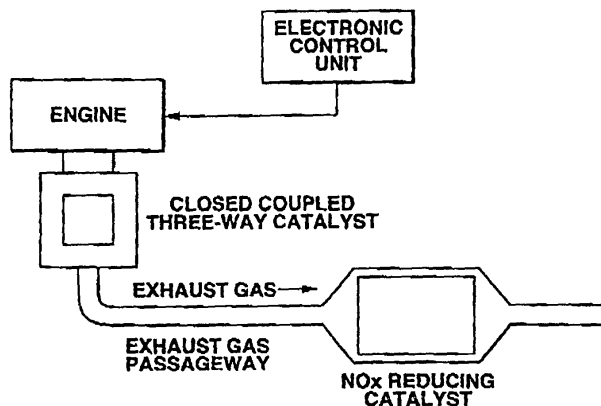 ELECTRONIC
CONTROL
UNIT
ENGINE
CLOSED COUPLED
THREE-WAY CATALYST
EXHAUST GAS
EXHAUST GAS
PASSAGEWAY
NOx REDUCING
CATALYST